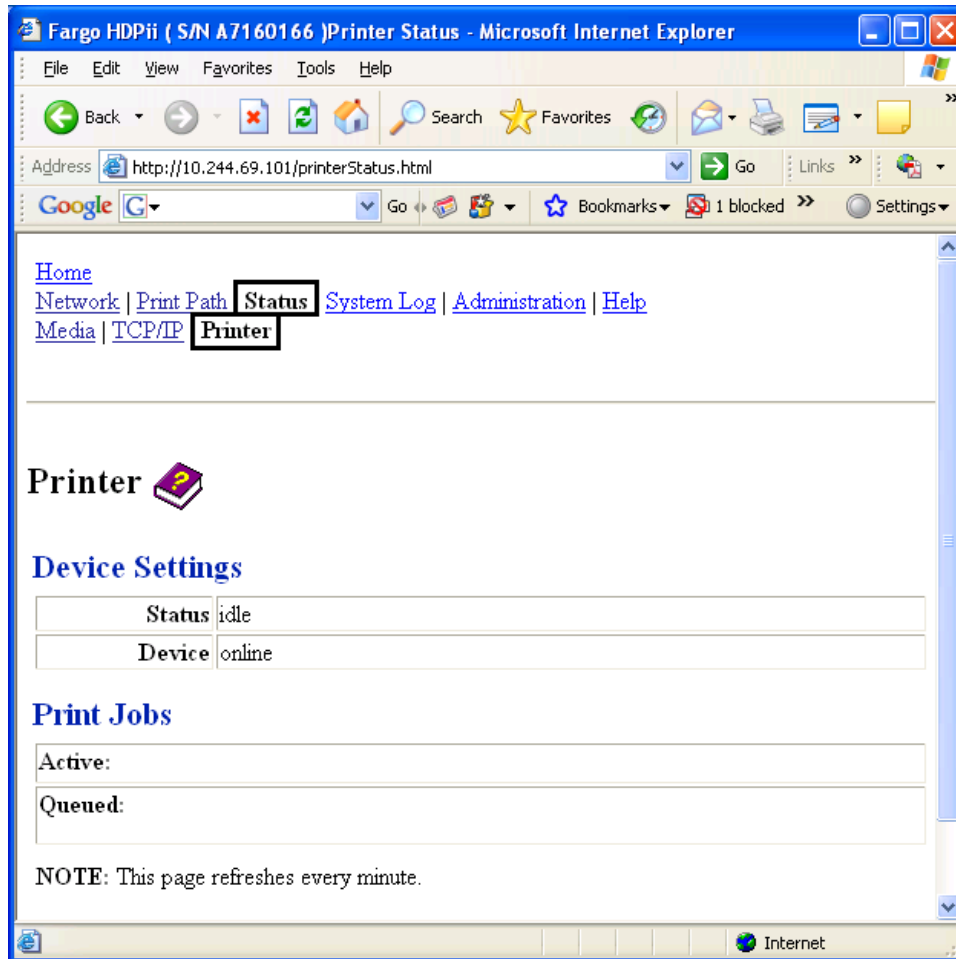 Fargo HDPii ( S/N A7160166 )Printer Status - Microsoft Internet Explorer
File Edit View Favorites Tools Help
Back Search Favorites
Address http://10.244.69.101/printerStatus.html Go Links »
Google G Go Bookmarks 1 blocked » Settings
Home
Network | Print Path Status System Log | Administration | Help
Media | TCP/IP Printer
Printer ?
Device Settings
Status idle
Device online
Print Jobs
Active:
Queued:
NOTE: This page refreshes every minute.
Internet